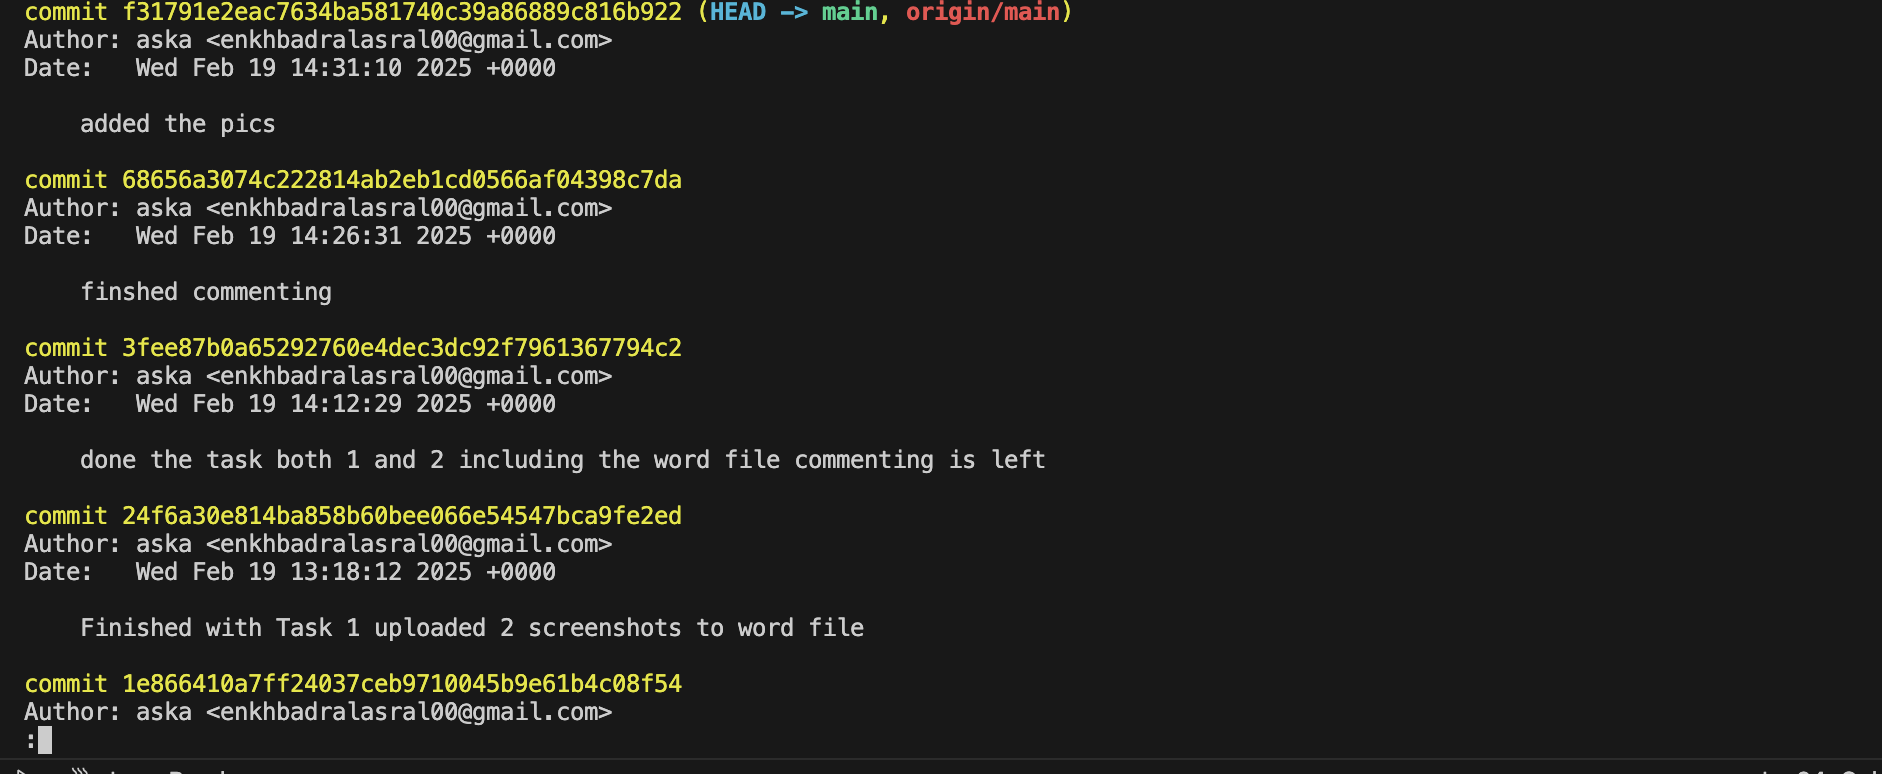 commit f31791e2eac7634ba581740c39a86889c816b922 (HEAD -> main, origin/main)
Author: aska <enkhbadralasral00@gmail.com>
Date:   Wed Feb 19 14:31:10 2025 +0000
added the pics
commit 68656a3074c222814ab2eb1cd0566af04398c7da
Author: aska <enkhbadralasral00@gmail.com>
Date:   Wed Feb 19 14:26:31 2025 +0000
finshed commenting
commit 3fee87b0a65292760e4dec3dc92f7961367794c2
Author: aska <enkhbadralasral00@gmail.com>
Date:   Wed Feb 19 14:12:29 2025 +0000
done the task both 1 and 2 including the word file commenting is left
commit 24f6a30e814ba858b60bee066e54547bca9fe2ed
Author: aska <enkhbadralasral00@gmail.com>
Date:   Wed Feb 19 13:18:12 2025 +0000
Finished with Task 1 uploaded 2 screenshots to word file
commit 1e866410a7ff24037ceb9710045b9e61b4c08f54
Author: aska <enkhbadralasral00@gmail.com>
: